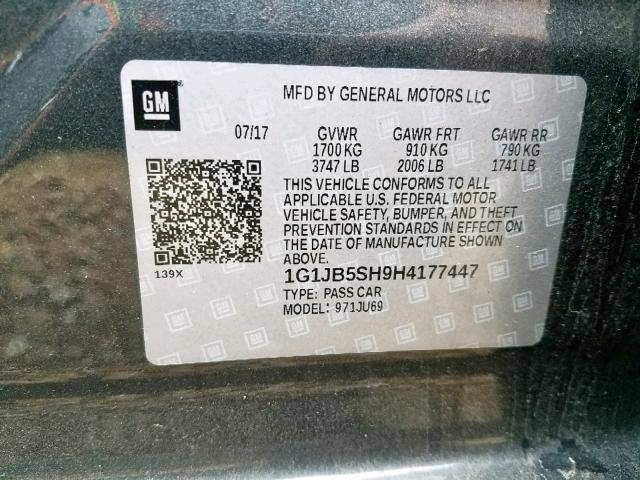 GM
MFD BY GENERAL MOTORS LLC
07/17 GVWR GAWR FRT GAWR RR
1700 KG 910 KG 790 KG
3747 LB 2006 LB 1741 LB
THIS VEHICLE CONFORMS TO ALL
APPLICABLE U.S. FEDERAL MOTOR
VEHICLE SAFETY, BUMPER, AND THEFT
PREVENTION STANDARDS IN EFFECT ON
THE DATE OF MANUFACTURE SHOWN
ABOVE.
139X
1G1JB5SH9H4177447
TYPE: PASS CAR
MODEL: 971JU69